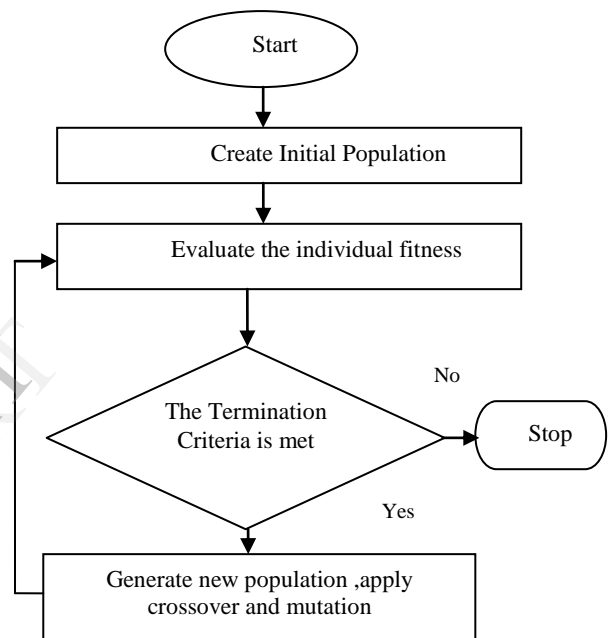 Start
Create Initial Population
Evaluate the individual fitness
No
The Termination
Criteria is met
Stop
Yes
Generate new population ,apply
crossover and mutation